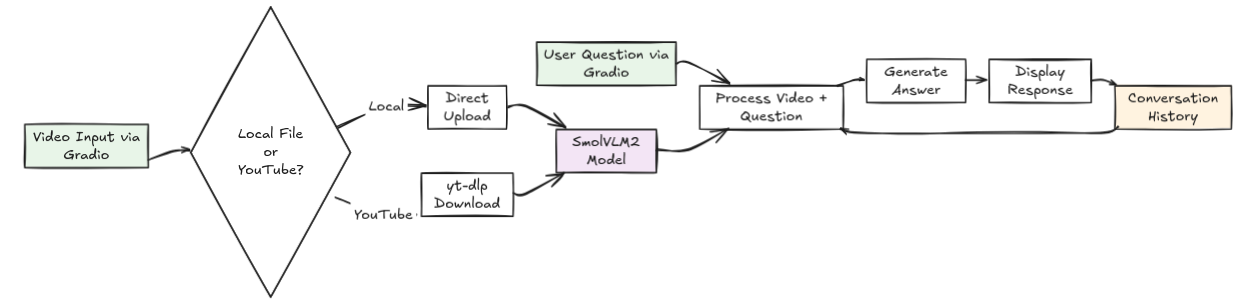 Video Input via
Gradio
Local File
or
YouTube?
Local
Direct
Upload
YouTube
yt-dlp
Download
SmolVLM2
Model
User Question via
Gradio
Process Video +
Question
Generate
Answer
Display
Response
Conversation
History